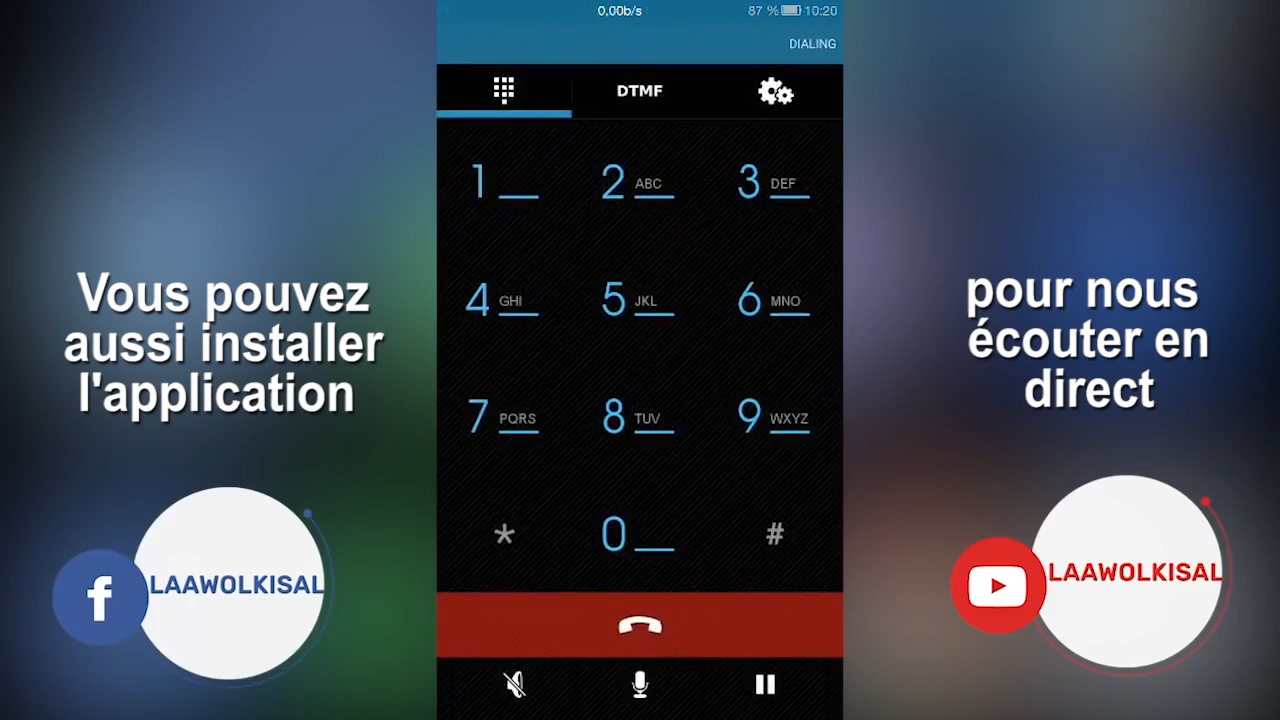 0,00b/s
87 % 10:20
DIALING
DTMF
1
2 ABC
3 DEF
4 GHI
5 JKL
6 MNO
7 PQRS
8 TUV
9 WXYZ
*
0
#
Vous pouvez
aussi installer
l'application
pour nous
écouter en
direct
f
LAAWOLKISAL
LAAWOLKISAL